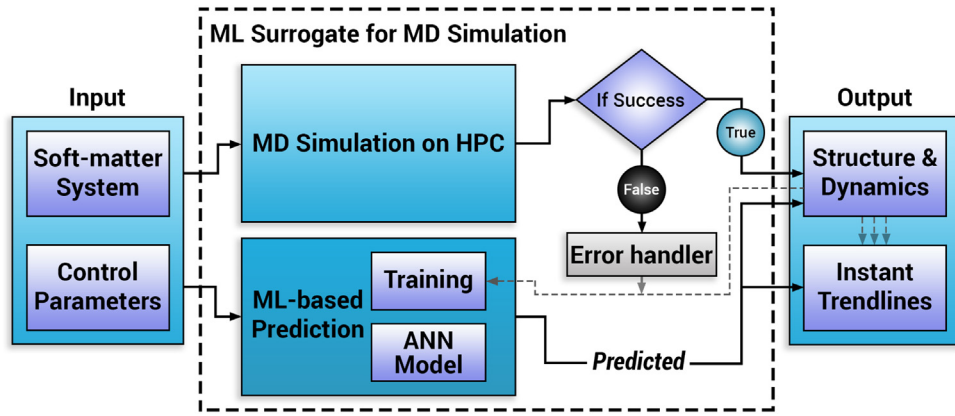 ML Surrogate for MD Simulation
Input
Soft-matter
System
Control
Parameters
MD Simulation on HPC
If Success
True
False
Error handler
ML-based
Prediction
Training
ANN
Model
Predicted
Output
Structure &
Dynamics
Instant
Trendlines